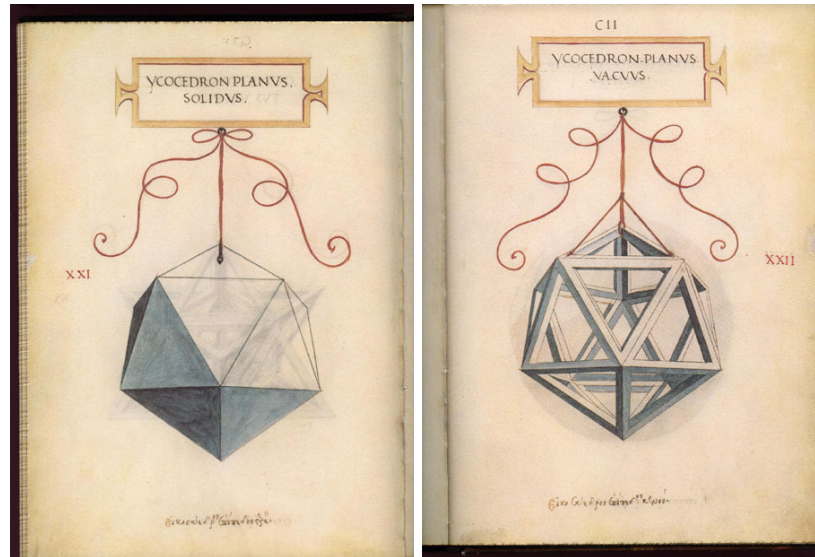 YCOCEDRON PLANVS.
SOLIDVS.
XXI
CII
YCOCEDRON.PLANVS
.VACVVS.
XXII